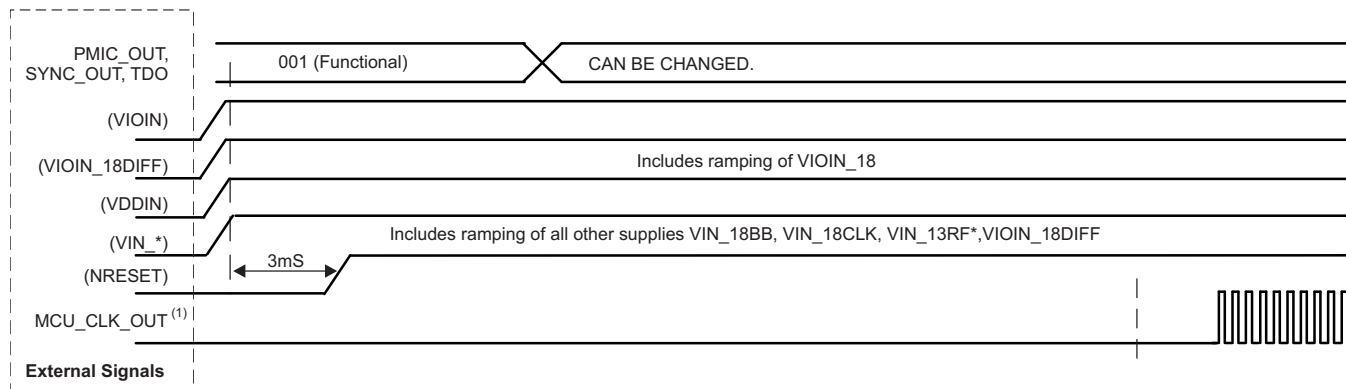 PMIC_OUT,
SYNC_OUT, TDO
001 (Functional)
CAN BE CHANGED.
(VIOIN)
(VIOIN_18DIFF)
Includes ramping of VIOIN_18
(VDDIN)
(VIN_*)
Includes ramping of all other supplies VIN_18BB, VIN_18CLK, VIN_13RF*,VIOIN_18DIFF
3mS
(NRESET)
MCU_CLK_OUT (1)
External Signals